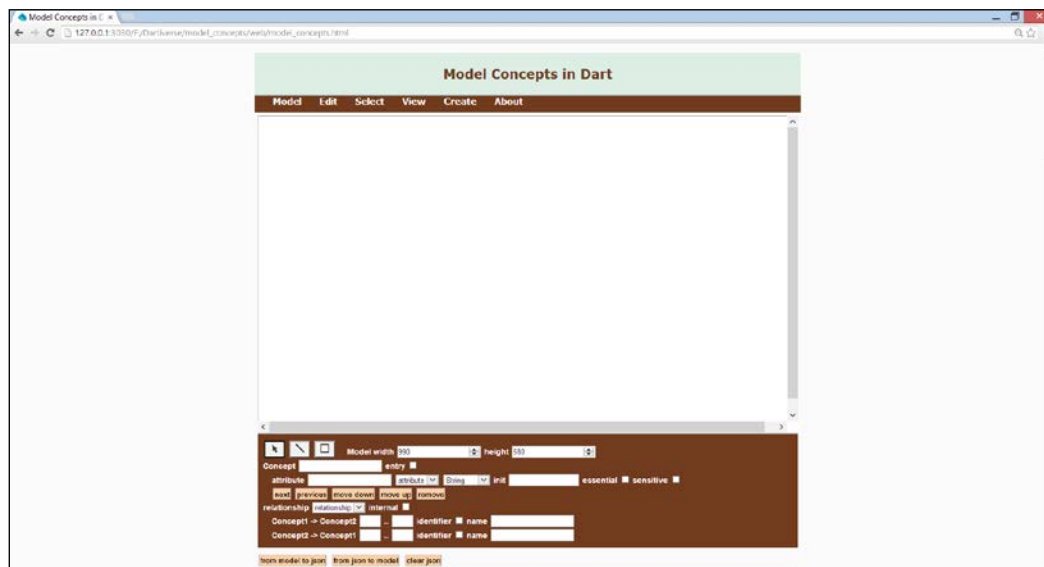 Model Concepts in D
127.0.0.1:3030/F:/Dartiverse/model_concepts/web/model_concepts.html
Model Concepts in Dart
Model Edit Select View Create About
Model width 990 height 580
Concept entry
attribute attribute String init essential sensitive
next previous move down move up remove
relationship relationship internal
Concept1 -> Concept2 .. identifier name
Concept2 -> Concept1 .. identifier name
from model to json from json to model clear json